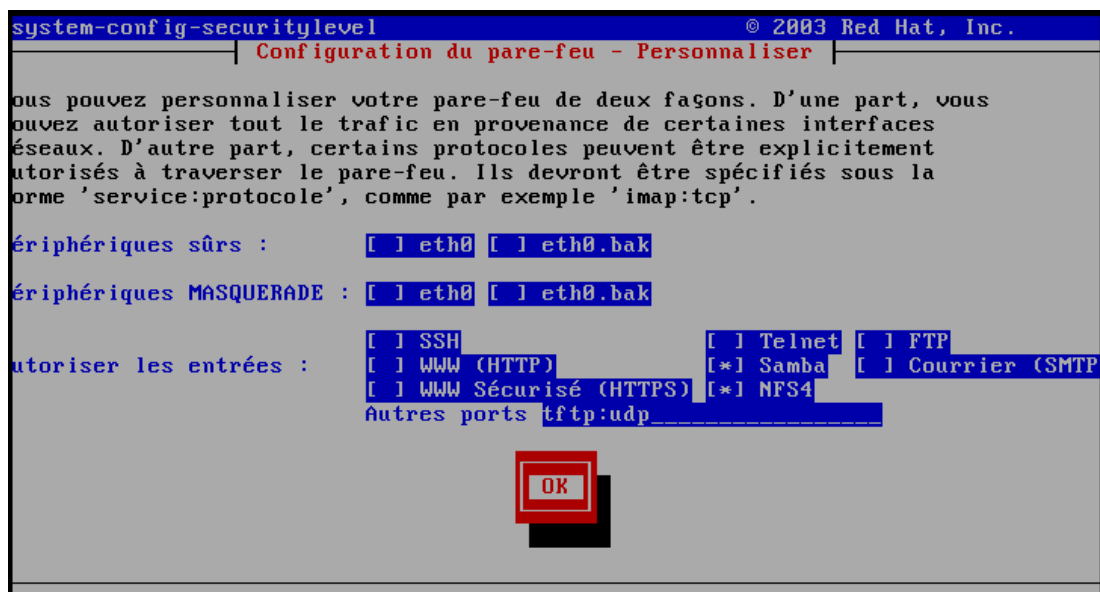 system-config-securitylevel © 2003 Red Hat, Inc.
Configuration du pare-feu - Personnaliser
ous pouvez personnaliser votre pare-feu de deux façons. D'une part, vous
ouvez autoriser tout le trafic en provenance de certaines interfaces
éseaux. D'autre part, certains protocoles peuvent être explicitement
utorisés à traverser le pare-feu. Ils devront être spécifiés sous la
orme 'service:protocole', comme par exemple 'imap:tcp'.
ériphériques sûrs : [ ] eth0 [ ] eth0.bak
ériphériques MASQUERADE : [ ] eth0 [ ] eth0.bak
[ ] SSH [ ] Telnet [ ] FTP
utoriser les entrées : [ ] WWW (HTTP) [*] Samba [ ] Courrier (SMTP
[ ] WWW Sécurisé (HTTPS) [*] NFS4
Autres ports tftp:udp_________________
OK